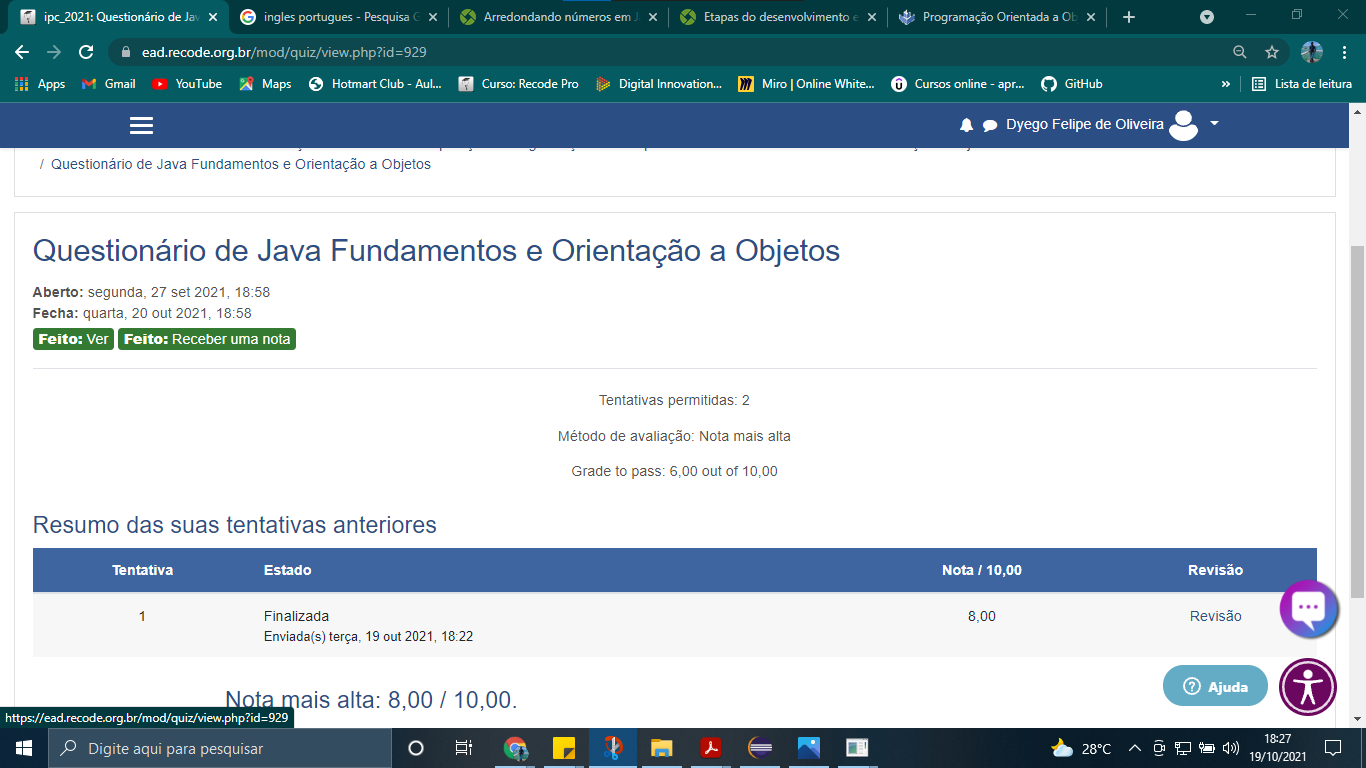 ipc_2021: Questionário de Jav
ingles portugues - Pesquisa G
Arredondando números em J
Etapas do desenvolvimento e
Programação Orientada a Ob
ead.recode.org.br/mod/quiz/view.php?id=929
Apps
Gmail
YouTube
Maps
Hotmart Club - Aul...
Curso: Recode Pro
Digital Innovation...
Miro | Online White...
Cursos online - apr...
GitHub
»
Lista de leitura
Dyego Felipe de Oliveira
/ Questionário de Java Fundamentos e Orientação a Objetos
Questionário de Java Fundamentos e Orientação a Objetos
Aberto: segunda, 27 set 2021, 18:58
Fecha: quarta, 20 out 2021, 18:58
Feito: Ver Feito: Receber uma nota
Tentativas permitidas: 2
Método de avaliação: Nota mais alta
Grade to pass: 6,00 out of 10,00
Resumo das suas tentativas anteriores
Tentativa Estado Nota / 10,00 Revisão
1 Finalizada 8,00 Revisão
Enviada(s) terça, 19 out 2021, 18:22
Nota mais alta: 8,00 / 10,00.
Ajuda
https://ead.recode.org.br/mod/quiz/view.php?id=929
Digite aqui para pesquisar
28°C
18:27
19/10/2021